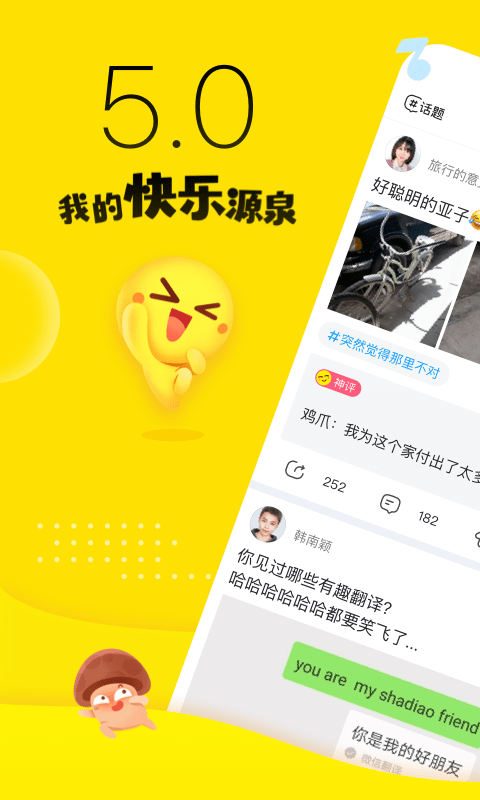 5.0
我的快乐源泉
#话题
旅行的意
好聪明的亚子😂
#突然觉得那里不对
神评
鸡爪：我为这个家付出了太多
252
182
韩南颖
你见过哪些有趣翻译？
哈哈哈哈哈哈都要笑飞了...
you are my shadiao friend
你是我的好朋友
微信翻译